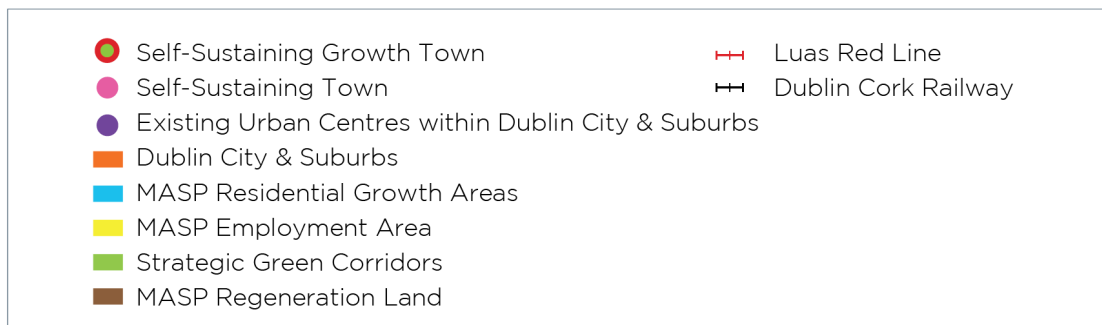 Self-Sustaining Growth Town
Self-Sustaining Town
Existing Urban Centres within Dublin City & Suburbs
Dublin City & Suburbs
MASP Residential Growth Areas
MASP Employment Area
Strategic Green Corridors
MASP Regeneration Land
Luas Red Line
Dublin Cork Railway